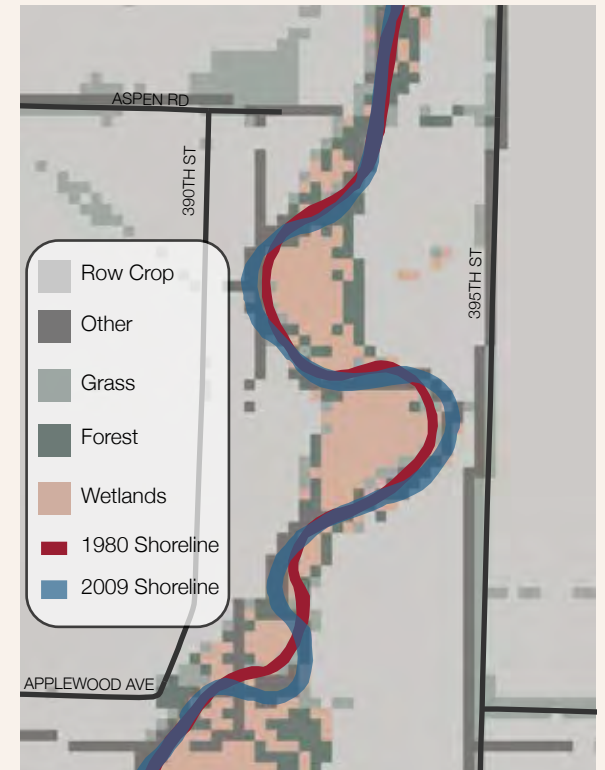 ASPEN RD
390TH ST
395TH ST
Row Crop
Other
Grass
Forest
Wetlands
1980 Shoreline
2009 Shoreline
APPLEWOOD AVE